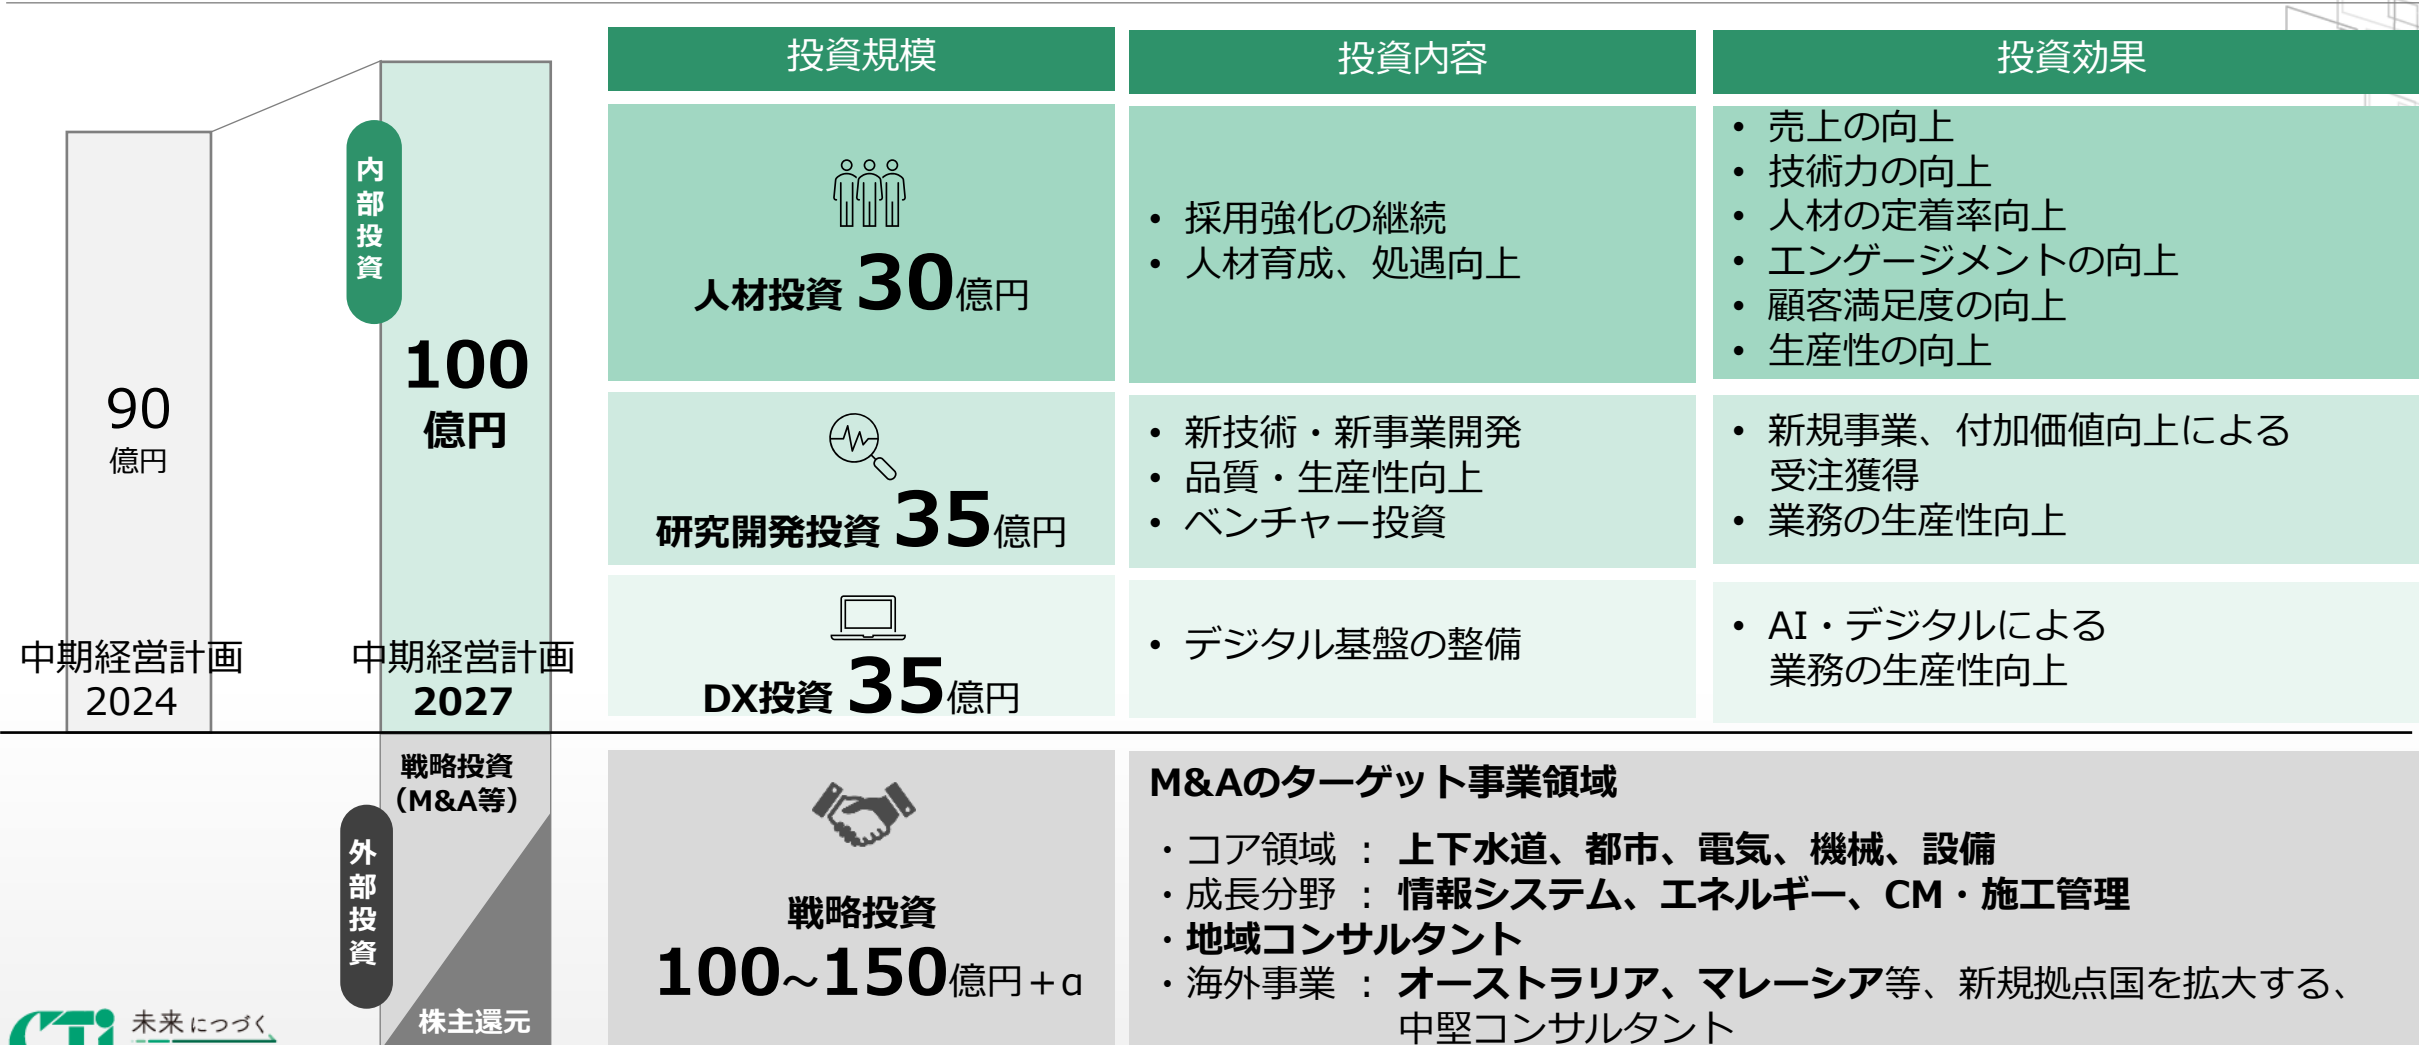 投資規模
投資内容
投資効果
内部投資
90
億円
中期経営計画
2024
100
億円
中期経営計画
2027
人材投資 30億円
• 採用強化の継続
• 人材育成、処遇向上
• 売上の向上
• 技術力の向上
• 人材の定着率向上
• エンゲージメントの向上
• 顧客満足度の向上
• 生産性の向上
研究開発投資 35億円
• 新技術・新事業開発
• 品質・生産性向上
• ベンチャー投資
• 新規事業、付加価値向上による
受注獲得
• 業務の生産性向上
DX投資 35億円
• デジタル基盤の整備
• AI・デジタルによる
業務の生産性向上
外部投資
戦略投資
（M&A等）
株主還元
戦略投資
100～150億円＋α
M&Aのターゲット事業領域
・コア領域 ： 上下水道、都市、電気、機械、設備
・成長分野 ： 情報システム、エネルギー、CM・施工管理
・地域コンサルタント
・海外事業 ： オーストラリア、マレーシア等、新規拠点国を拡大する、
中堅コンサルタント
CTi
未来につづく